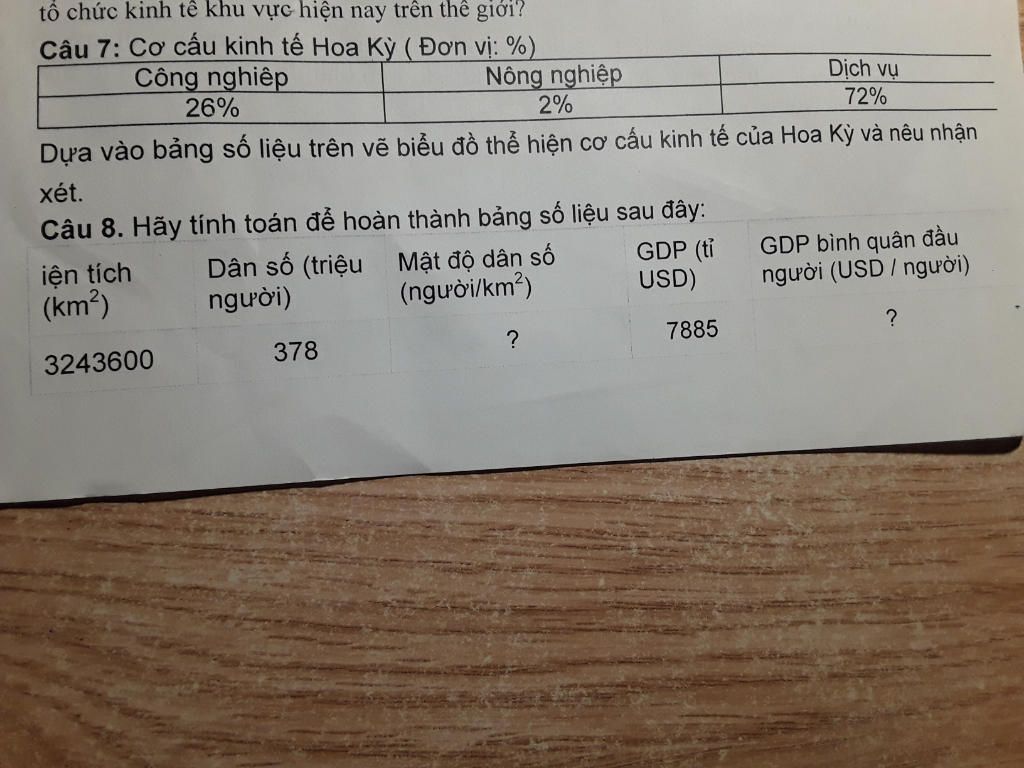 tổ chức kinh tế khu vực hiện nay trên thế giới?
Câu 7: Cơ cấu kinh tế Hoa Kỳ ( Đơn vị: %)
Công nghiêp Nông nghiệp Dịch vụ
26% 2% 72%
Dựa vào bảng số liệu trên vẽ biểu đồ thể hiện cơ cấu kinh tế của Hoa Kỳ và nêu nhận
xét.
Câu 8. Hãy tính toán để hoàn thành bảng số liệu sau đây:
iện tích (km²) Dân số (triệu người) Mật độ dân số (người/km²) GDP (tỉ USD) GDP bình quân đầu người (USD / người)
3243600 378 ? 7885 ?